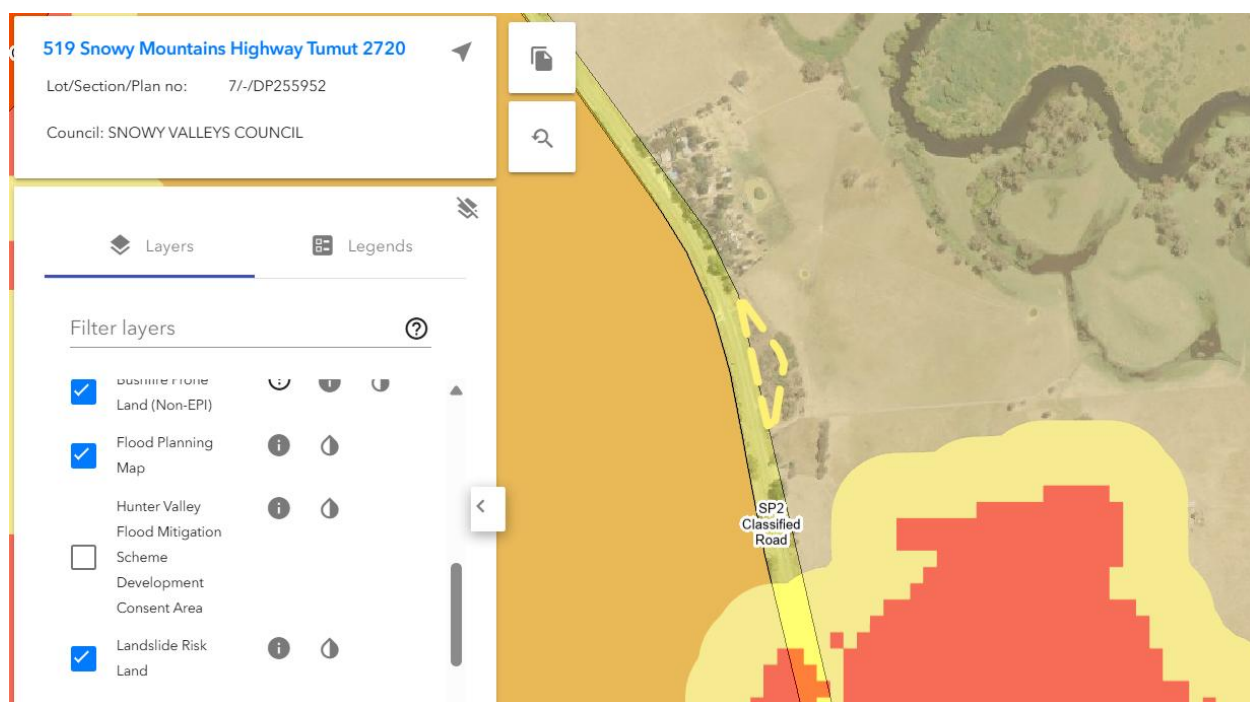 519 Snowy Mountains Highway Tumut 2720
Lot/Section/Plan no: 7/-/DP255952
Council: SNOWY VALLEYS COUNCIL
Layers
Legends
Filter layers
Bushfire Prone
Land (Non-EPI)
Flood Planning
Map
Hunter Valley
Flood Mitigation
Scheme
Development
Consent Area
Landslide Risk
Land
SP2
Classified
Road